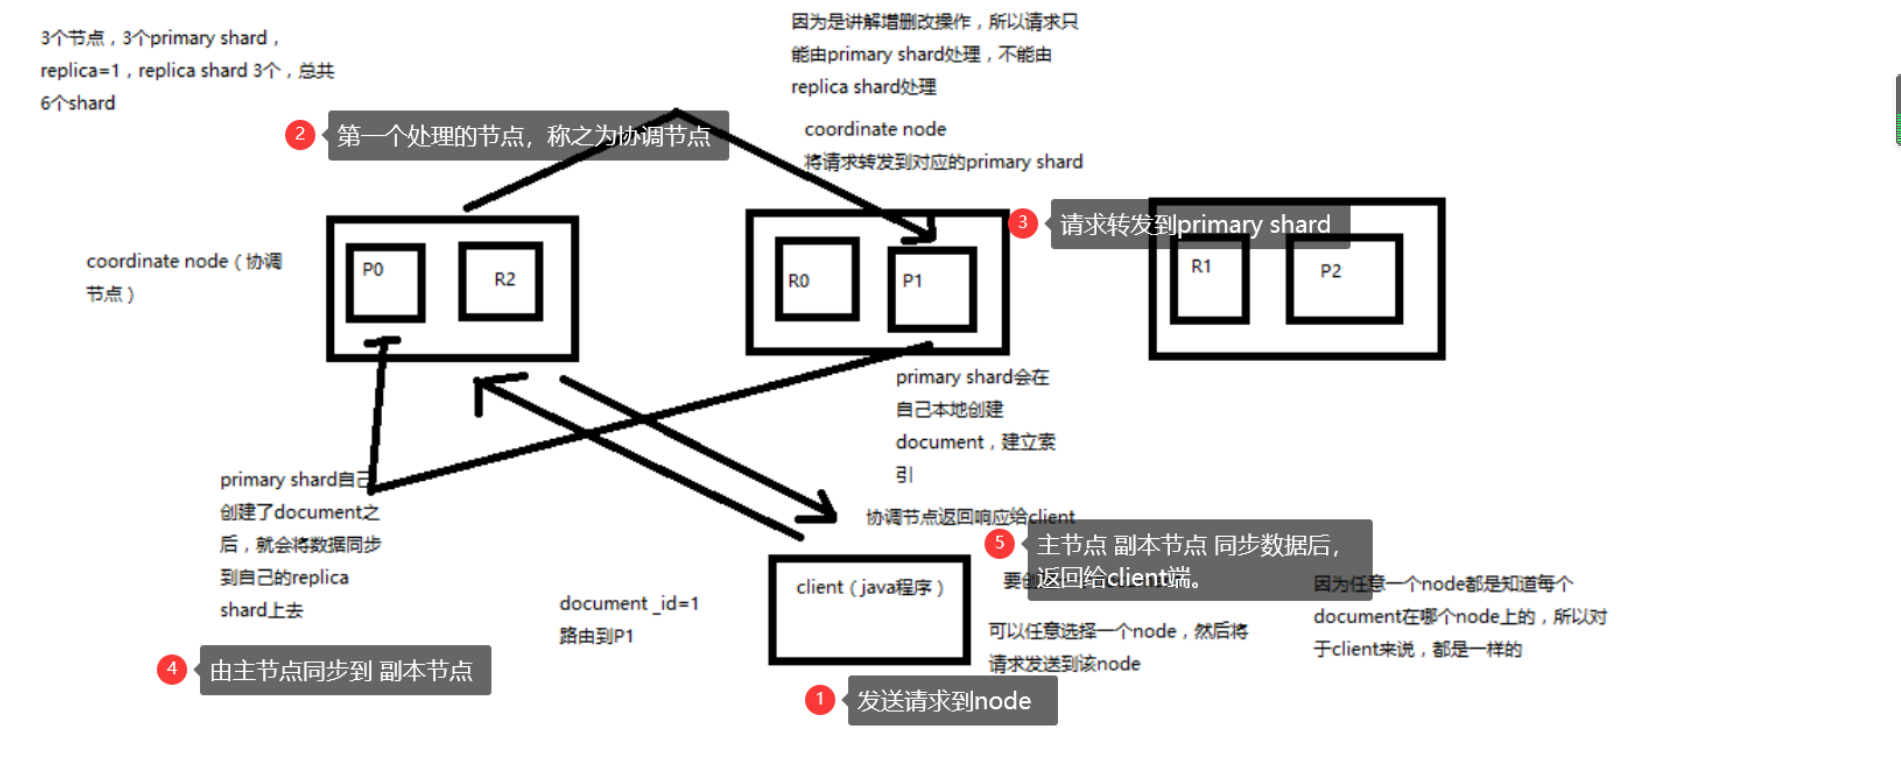 3个节点，3个primary shard，
replica=1，replica shard 3个，总共
6个shard
因为是讲解增删改操作，所以请求只
能由primary shard处理，不能由
replica shard处理
2 第一个处理的节点，称之为协调节点
coordinate node
将请求转发到对应的primary shard
coordinate node（协调
节点）
P0
R2
R0
P1
3 请求转发到primary shard
R1
P2
primary shard会在
自己本地创建
document，建立索
引
primary shard自己
创建了document之
后，就会将数据同步
到自己的replica
shard上去
4 由主节点同步到 副本节点
协调节点返回响应给client
5 主节点 副本节点 同步数据后，
返回给client端。
要创
document _id=1
路由到P1
client（java程序）
可以任意选择一个node，然后将
请求发送到该node
因为任意一个node都是知道每个
document在哪个node上的，所以对
于client来说，都是一样的
1 发送请求到node